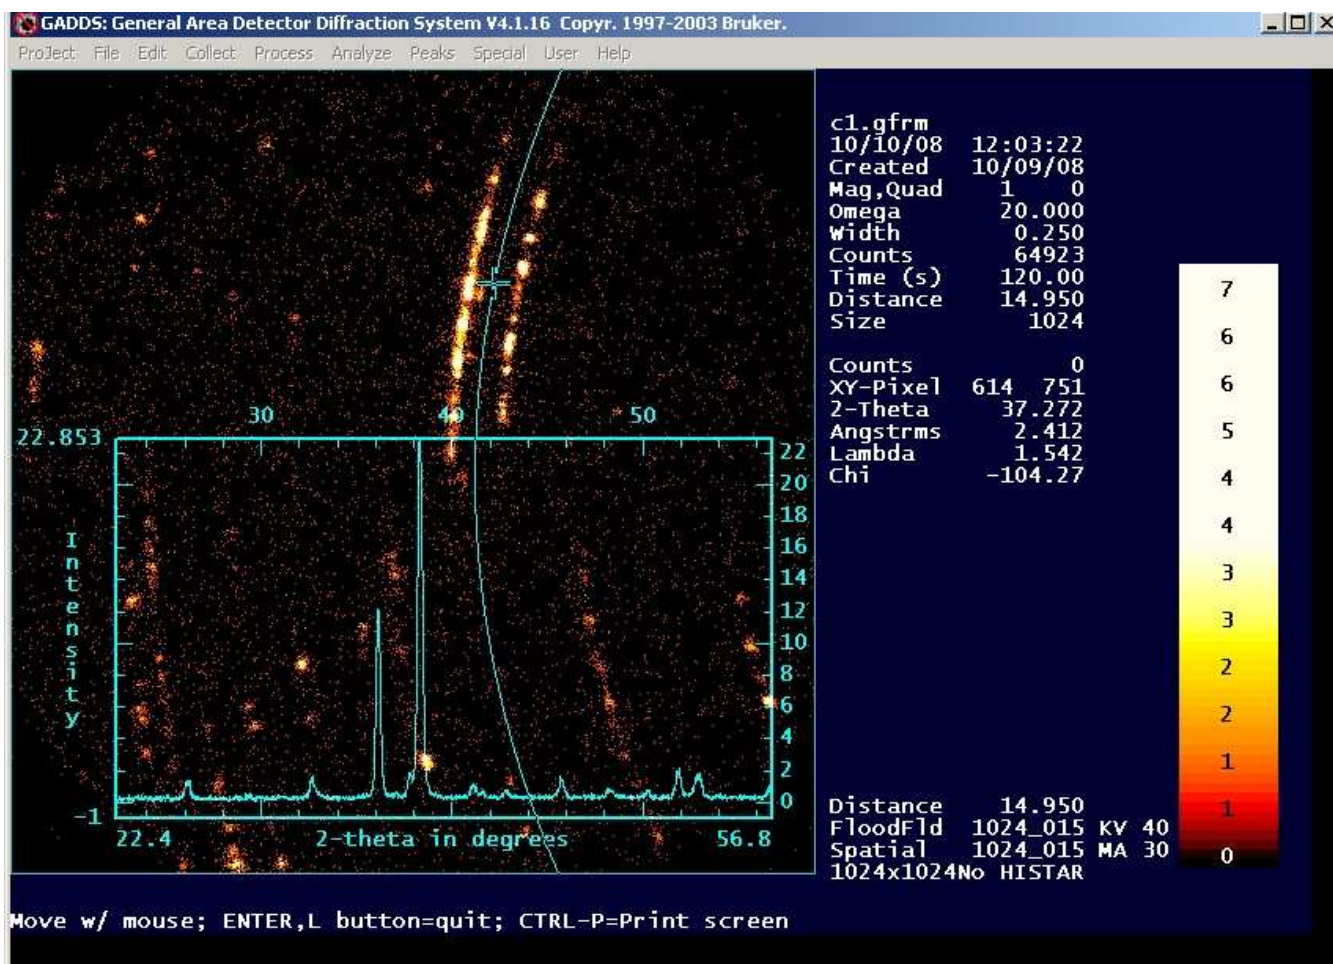 GADDS: General Area Detector Diffraction System V4.1.16 Copyr. 1997-2003 Bruker.
ProJect File Edit Collect Process Analyze Peaks Special User Help
c1.gfrm
10/10/08 12:03:22
Created 10/09/08
Mag,Quad 1 0
Omega 20.000
Width 0.250
Counts 64923
Time (s) 120.00
Distance 14.950
Size 1024
Counts 0
XY-Pixel 614 751
2-Theta 37.272
Angstrms 2.412
Lambda 1.542
Chi -104.27
30 40 50
22.853
22
20
18
16
14
12
10
8
6
4
2
0
Intensity
-1
22.4 2-theta in degrees 56.8
7
6
6
5
4
4
3
3
2
2
1
1
0
Distance 14.950
FloodFld 1024_015 KV 40
Spatial 1024_015 MA 30
1024x1024No HISTAR
Move w/ mouse; ENTER,L button=quit; CTRL-P=Print screen